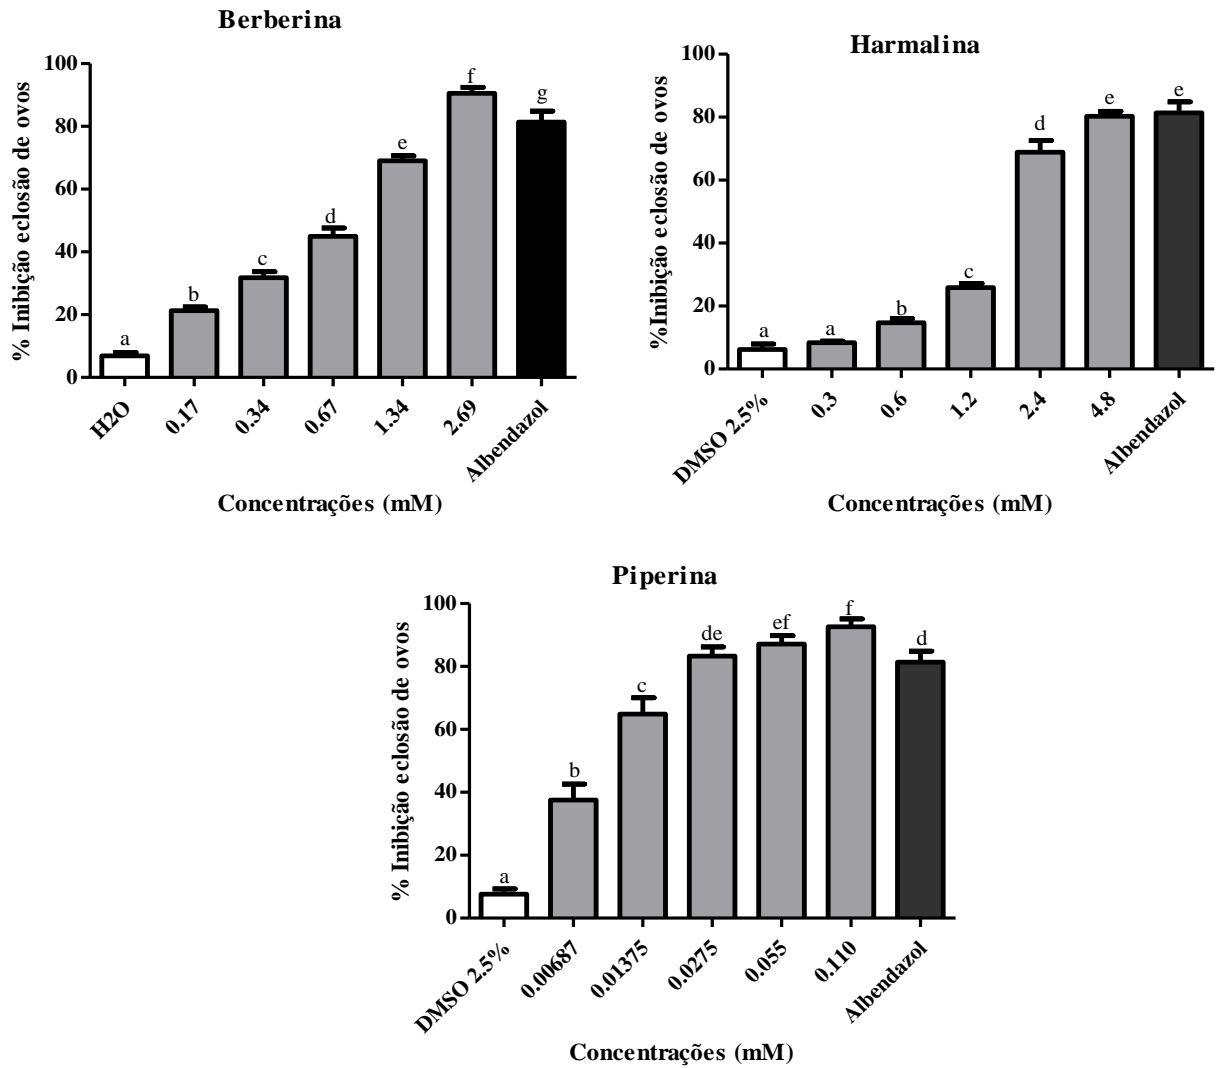 Berberina
% Inibição eclosão de ovos
100
80
60
40
20
0
a
b
c
d
e
f
g
H2O
0.17
0.34
0.67
1.34
2.69
Albendazol
Concentrações (mM)
Harmalina
%Inibição eclosão de ovos
100
80
60
40
20
0
a
a
b
c
d
e
e
DMSO 2.5%
0.3
0.6
1.2
2.4
4.8
Albendazol
Concentrações (mM)
Piperina
% Inibição eclosão de ovos
100
80
60
40
20
0
a
b
c
de
ef
f
d
DMSO 2.5%
0.00687
0.01375
0.0275
0.055
0.110
Albendazol
Concentrações (mM)